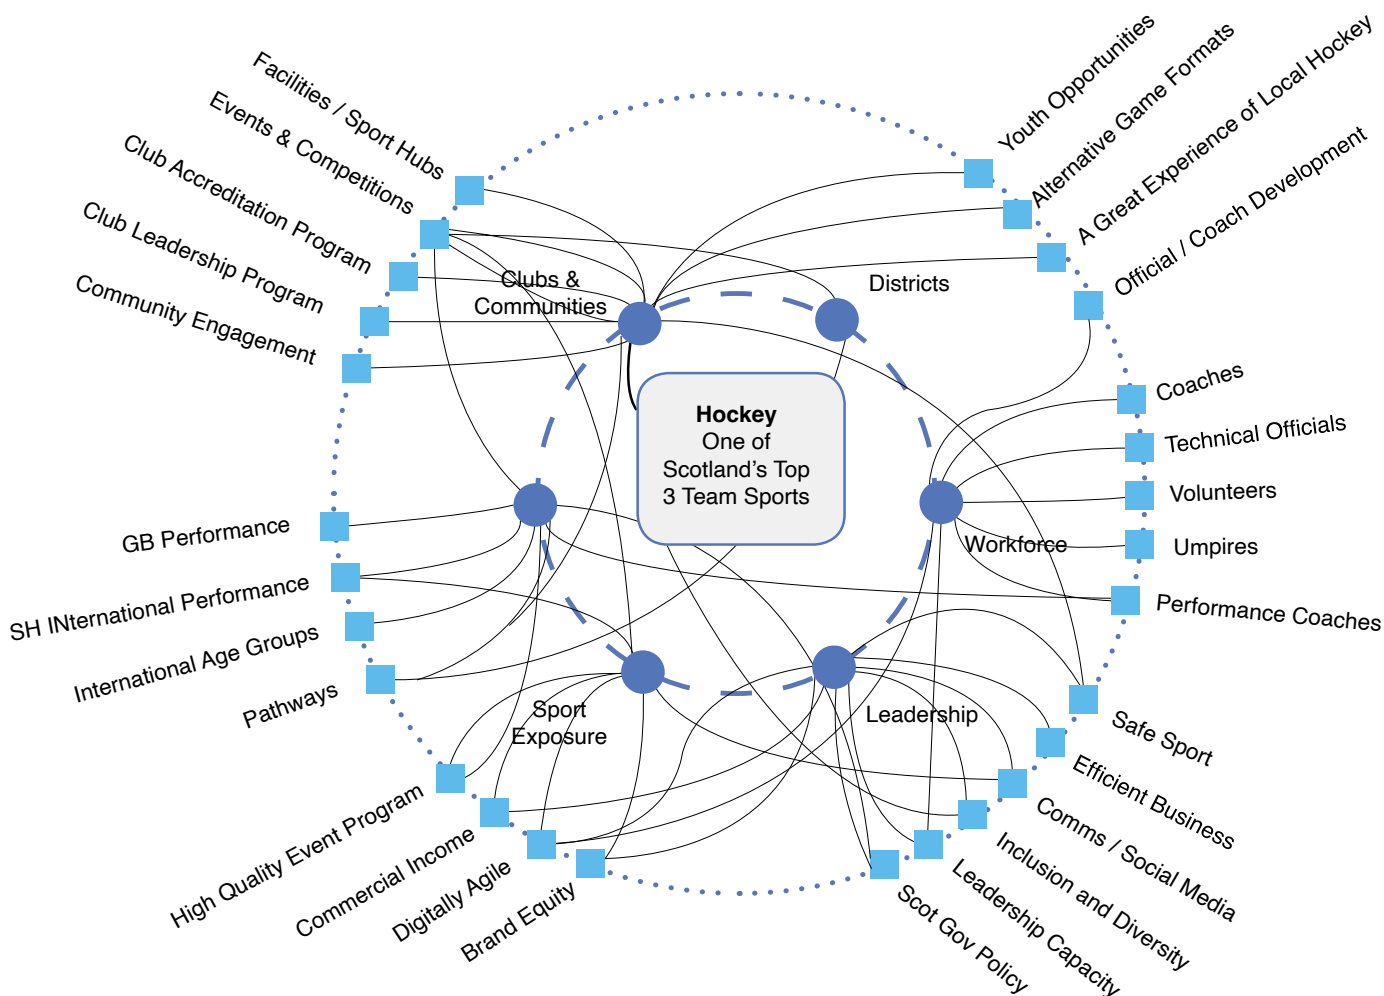 Youth Opportunities
Alternative Game Formats
A Great Experience of Local Hockey
Official / Coach Development
Facilities / Sport Hubs
Events & Competitions
Club Accreditation Program
Club Leadership Program
Community Engagement
Clubs &
Communities
Districts
Hockey
One of
Scotland's Top
3 Team Sports
Coaches
Technical Officials
Volunteers
Umpires
Performance Coaches
Workforce
GB Performance
SH INternational Performance
International Age Groups
Pathways
Sport
Exposure
Leadership
Safe Sport
Efficient Business
Comms / Social Media
Inclusion and Diversity
Leadership Capacity
Scot Gov Policy
High Quality Event Program
Commercial Income
Digitally Agile
Brand Equity